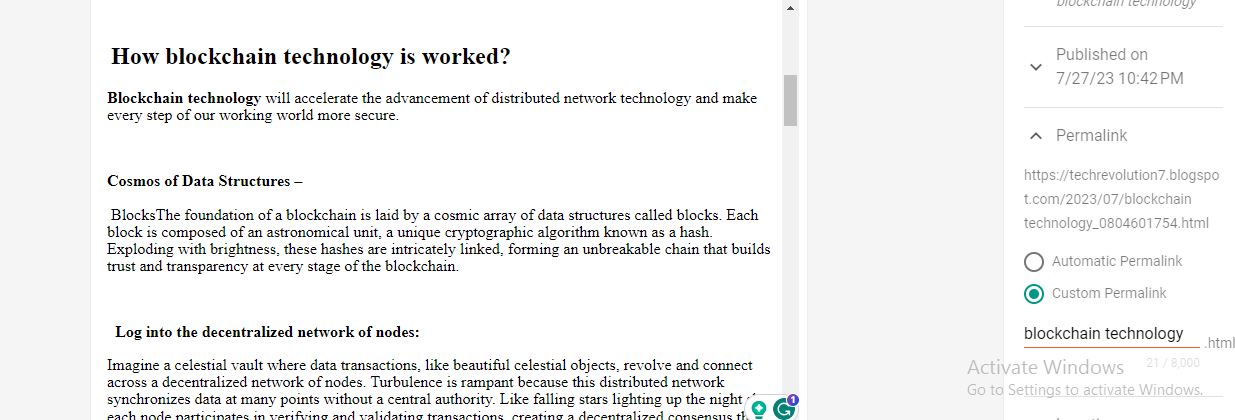 How blockchain technology is worked?
Blockchain technology will accelerate the advancement of distributed network technology and make
every step of our working world more secure.
Cosmos of Data Structures –
BlocksThe foundation of a blockchain is laid by a cosmic array of data structures called blocks. Each
block is composed of an astronomical unit, a unique cryptographic algorithm known as a hash.
Exploding with brightness, these hashes are intricately linked, forming an unbreakable chain that builds
trust and transparency at every stage of the blockchain.
Log into the decentralized network of nodes:
Imagine a celestial vault where data transactions, like beautiful celestial objects, revolve and connect
across a decentralized network of nodes. Turbulence is rampant because this distributed network
synchronizes data at many points without a central authority. Like falling stars lighting up the night
each node participates in verifying and validating transactions, creating a decentralized consensus
1
blockchain technology
Published on
7/27/23 10:42 PM
Permalink
https://techrevolution7.blogspo
t.com/2023/07/blockchain
technology_0804601754.html
Automatic Permalink
Custom Permalink
blockchain technology
.html
21 / 8,000
Activate Windows
Go to Settings to activate Windows.